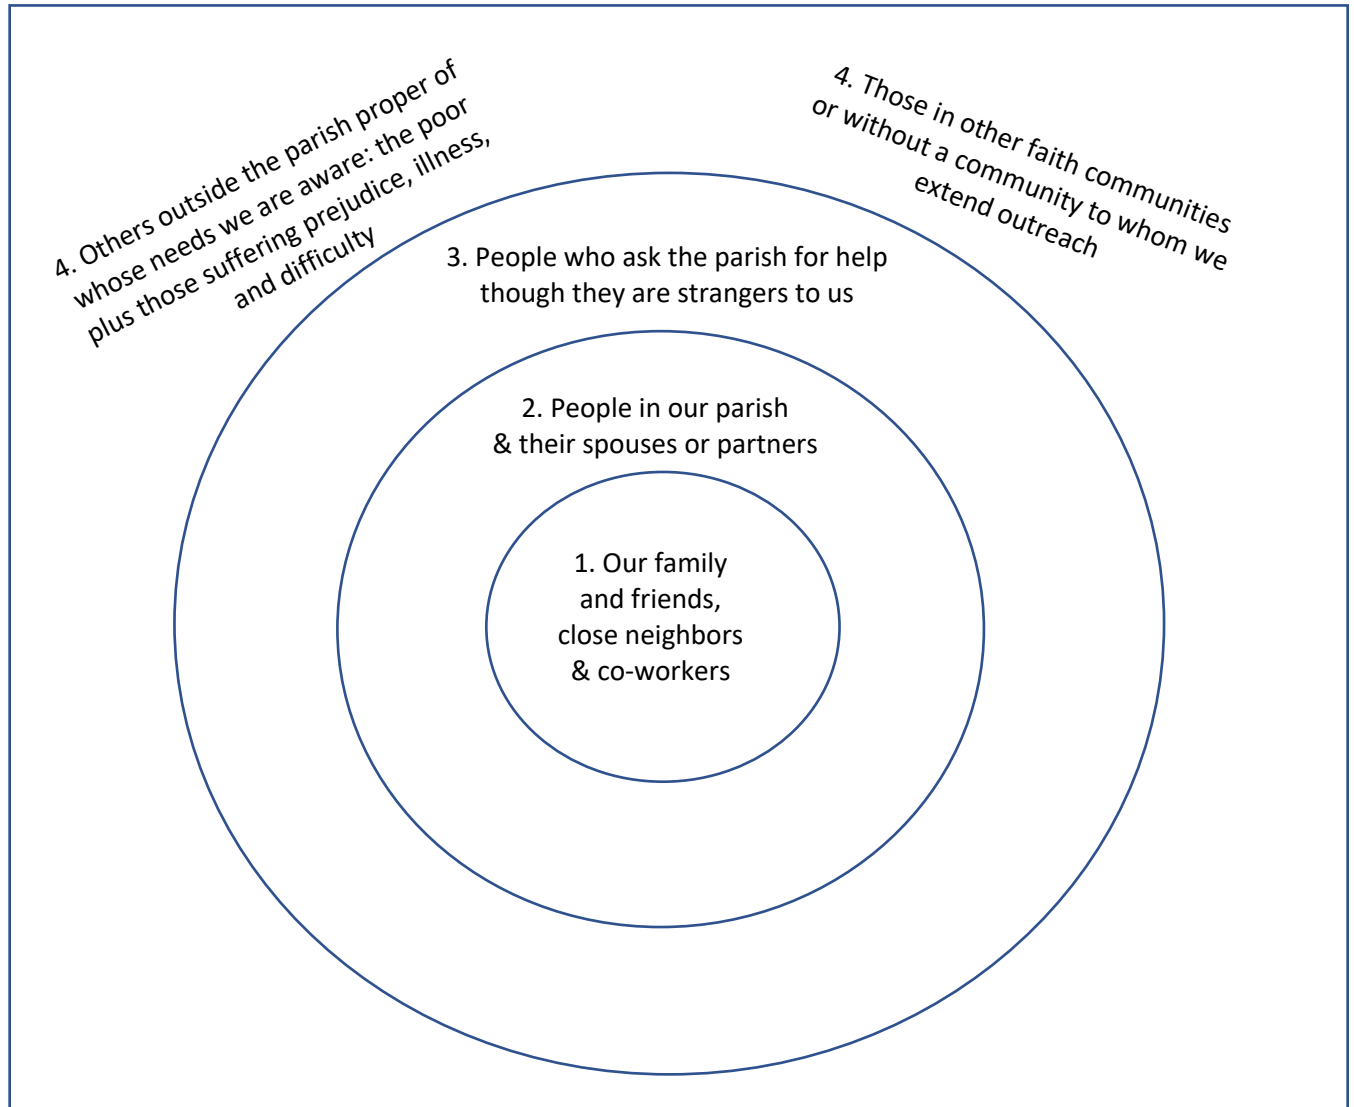 4. Others outside the parish proper of
whose needs we are aware: the poor
plus those suffering prejudice, illness,
and difficulty
4. Those in other faith communities
or without a community to whom we
extend outreach
3. People who ask the parish for help
though they are strangers to us
2. People in our parish
& their spouses or partners
1. Our family
and friends,
close neighbors
& co-workers